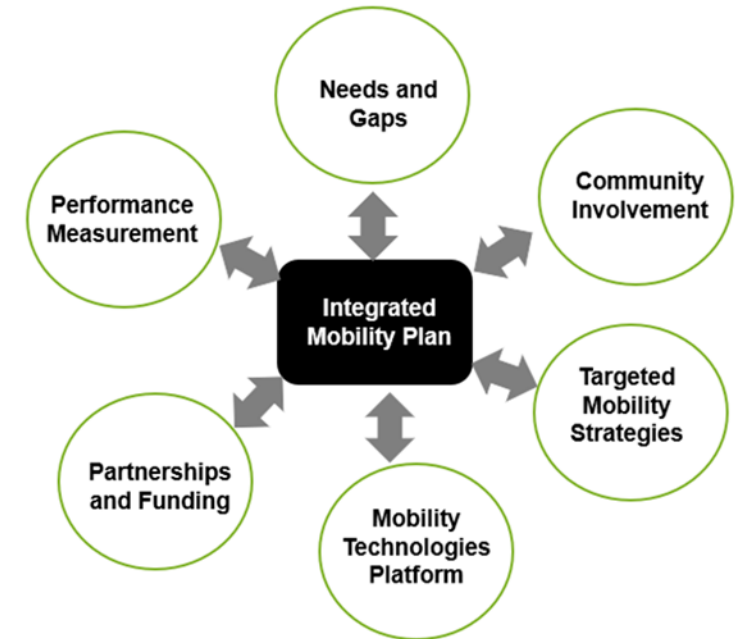 Needs and
Gaps
Community
Involvement
Performance
Measurement
Integrated
Mobility Plan
Targeted
Mobility
Strategies
Partnerships
and Funding
Mobility
Technologies
Platform